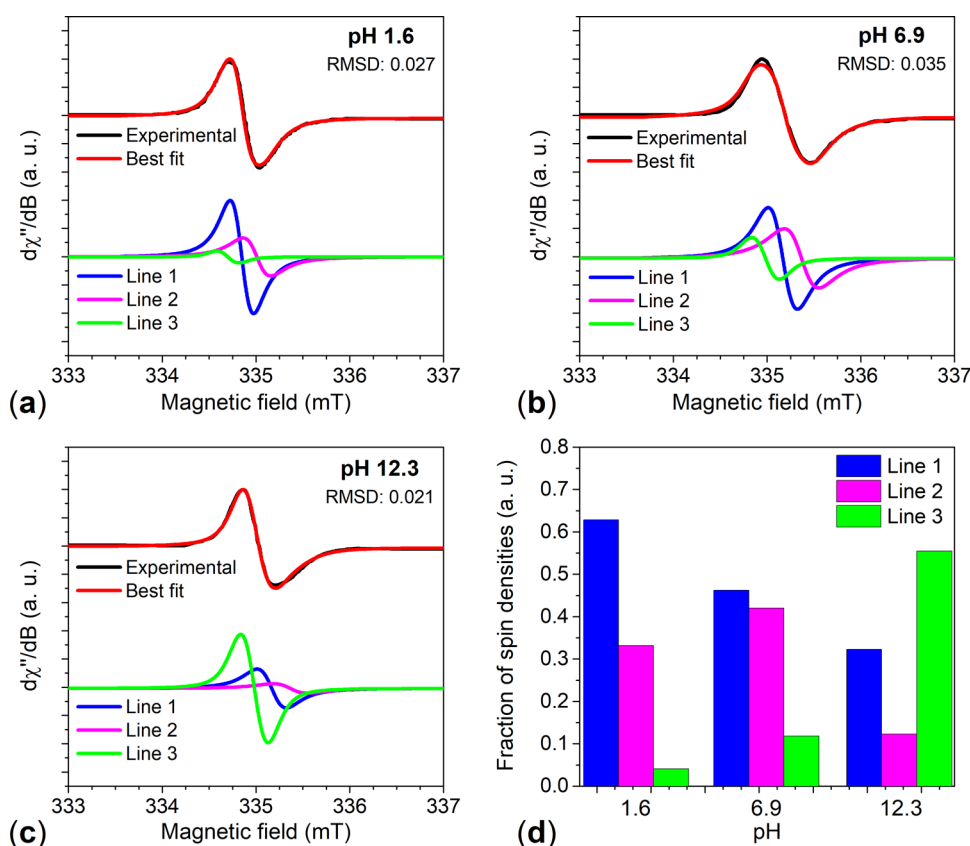 pH 1.6
RMSD: 0.027
Experimental
Best fit
Line 1
Line 2
Line 3
dχ''/dB (a. u.)
333 334 335 336 337
Magnetic field (mT)
(a)
pH 6.9
RMSD: 0.035
Experimental
Best fit
Line 1
Line 2
Line 3
dχ''/dB (a. u.)
333 334 335 336 337
Magnetic field (mT)
(b)
pH 12.3
RMSD: 0.021
Experimental
Best fit
Line 1
Line 2
Line 3
dχ''/dB (a. u.)
333 334 335 336 337
Magnetic field (mT)
(c)
Line 1
Line 2
Line 3
Fraction of spin densities (a. u.)
0.8
0.7
0.6
0.5
0.4
0.3
0.2
0.1
0.0
1.6 6.9 12.3
pH
(d)